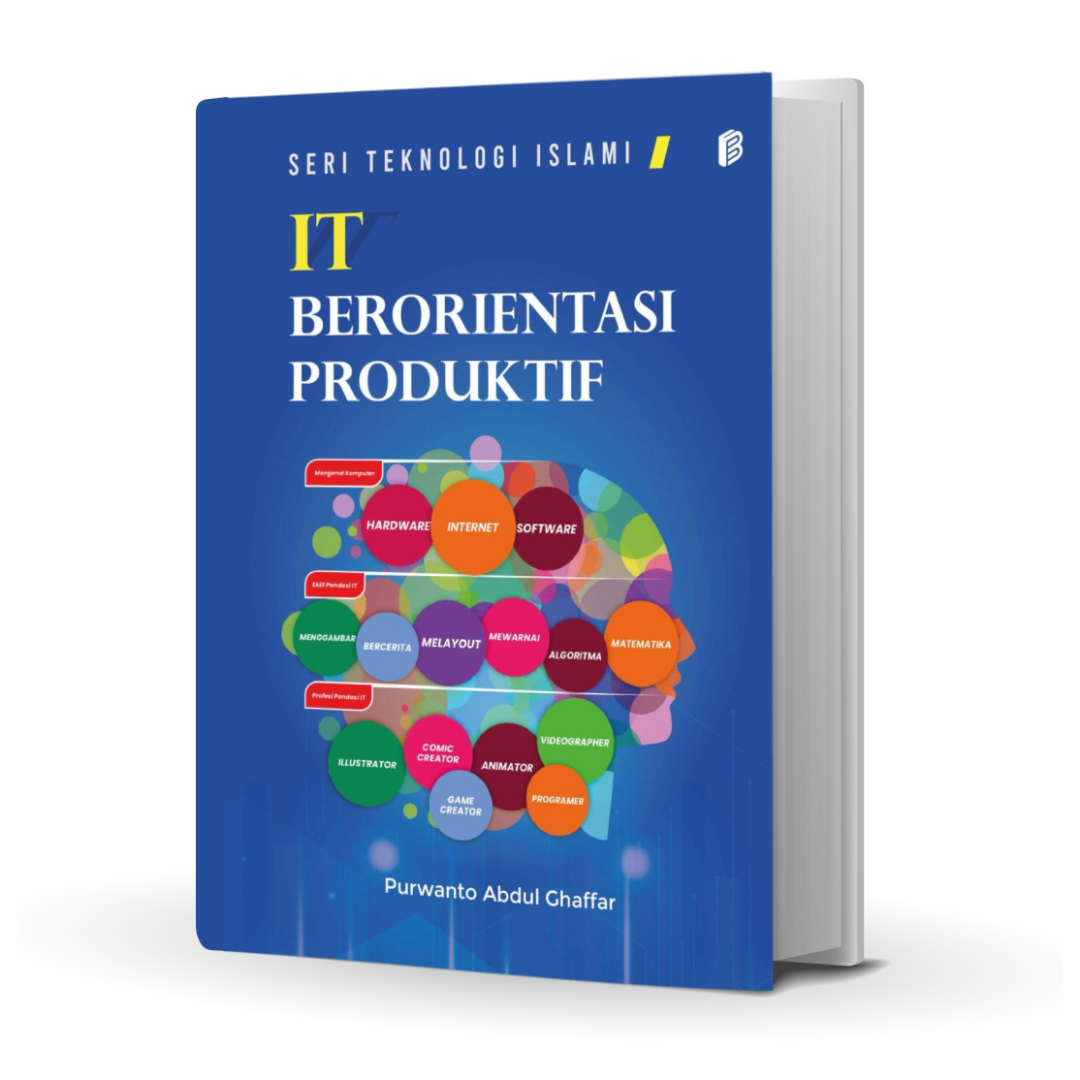 SERI TEKNOLOGI ISLAMI
IT
BERORIENTASI
PRODUKTIF
Mengenal Komputer
HARDWARE
INTERNET
SOFTWARE
Skill Pondasi IT
MENGGAMBAR
BERCERITA
MELAYOUT
MEWARNAI
ALGORITMA
MATEMATIKA
Profesi Pondasi IT
ILLUSTRATOR
COMIC
CREATOR
ANIMATOR
VIDEOGRAPHER
GAME
CREATOR
PROGRAMER
Purwanto Abdul Ghaffar